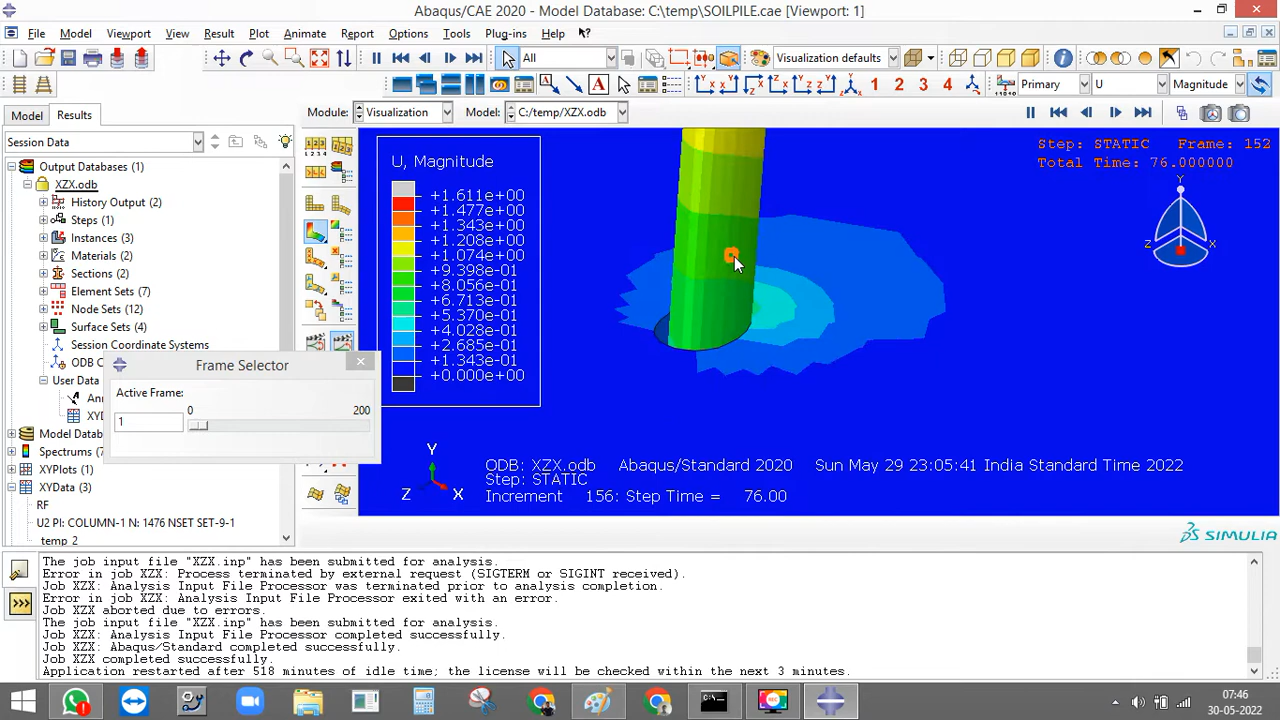 Abaqus/CAE 2020 - Model Database: C:\temp\SOILPILE.cae [Viewport: 1]
File Model Viewport View Result Plot Animate Report Options Tools Plug-ins Help
All Visualization defaults
1 2 3 4 Primary U Magnitude
Model Results Module: Visualization Model: C:/temp/XZX.odb
Session Data
Output Databases (1)
XZX.odb
History Output (2)
Steps (1)
Instances (3)
Materials (2)
Sections (2)
Element Sets (7)
Node Sets (12)
Surface Sets (4)
Session Coordinate Systems
ODB C
User Data
An
XYD
Model Datab
Spectrums (7)
XYPlots (1)
XYData (3)
RF
U2 PI: COLUMN-1 N: 1476 NSET SET-9-1
temp_2
Frame Selector
Active Frame:
0 200
1
U, Magnitude
+1.611e+00
+1.477e+00
+1.343e+00
+1.208e+00
+1.074e+00
+9.398e-01
+8.056e-01
+6.713e-01
+5.370e-01
+4.028e-01
+2.685e-01
+1.343e-01
+0.000e+00
Step: STATIC Frame: 152
Total Time: 76.000000
Y
Z X
Y
Z X
ODB: XZX.odb Abaqus/Standard 2020 Sun May 29 23:05:41 India Standard Time 2022
Step: STATIC
Increment 156: Step Time = 76.00
SIMULIA
The job input file "XZX.inp" has been submitted for analysis.
Error in job XZX: Process terminated by external request (SIGTERM or SIGINT received).
Job XZX: Analysis Input File Processor was terminated prior to analysis completion.
Error in job XZX: Analysis Input File Processor exited with an error.
Job XZX aborted due to errors.
The job input file "XZX.inp" has been submitted for analysis.
Job XZX: Analysis Input File Processor completed successfully.
Job XZX: Abaqus/Standard completed successfully.
Job XZX completed successfully.
Application restarted after 518 minutes of idle time; the license will be checked within the next 3 minutes.
07:46
30-05-2022